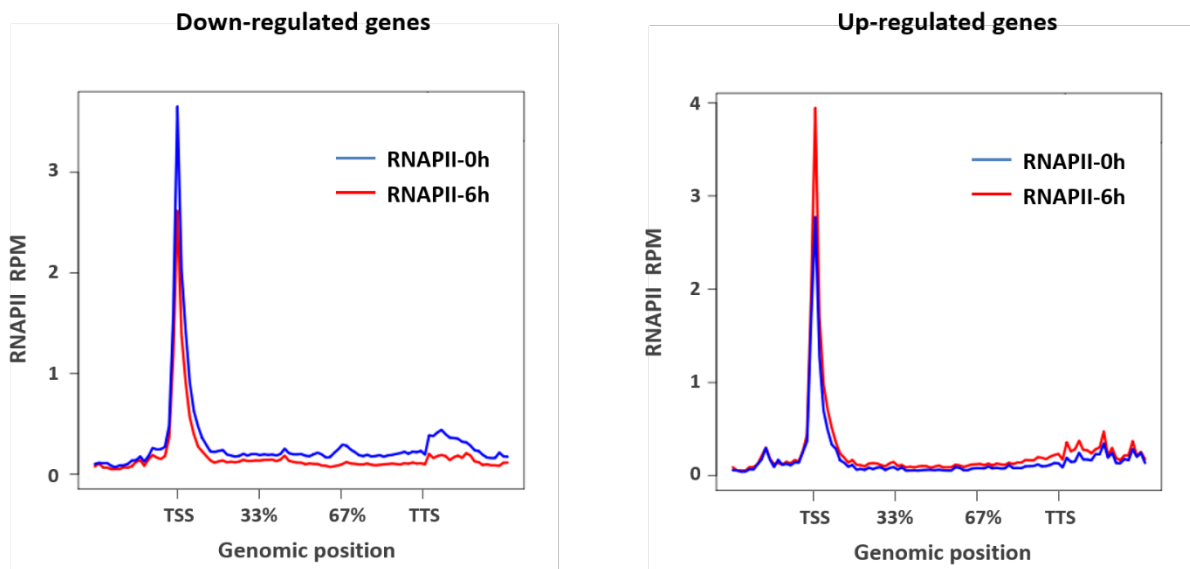 Down-regulated genes
RNAPII RPM
3
2
1
0
RNAPII-0h
RNAPII-6h
TSS 33% 67% TTS
Genomic position
Up-regulated genes
RNAPII RPM
4
3
2
1
0
RNAPII-0h
RNAPII-6h
TSS 33% 67% TTS
Genomic position